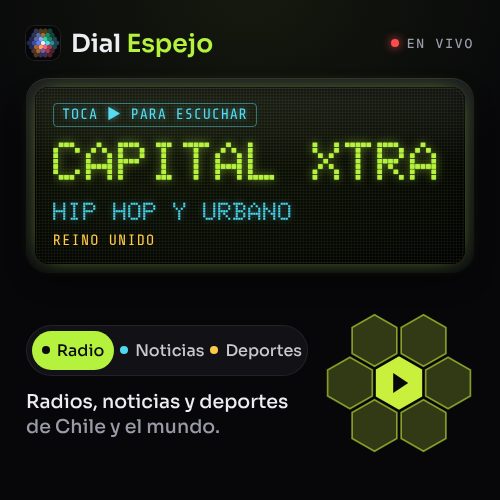 Dial Espejo
EN VIVO
TOCA ▶ PARA ESCUCHAR
CAPITAL XTRA
HIP HOP Y URBANO
REINO UNIDO
Radio Noticias Deportes
Radios, noticias y deportes
de Chile y el mundo.